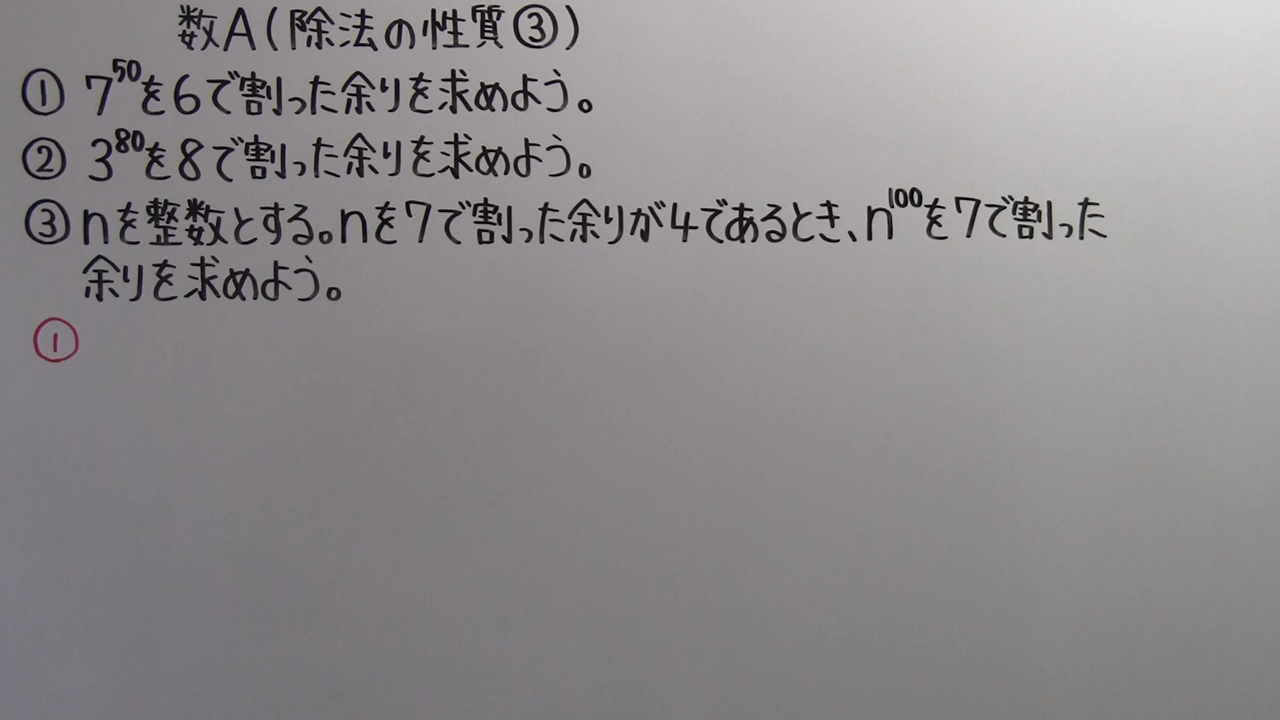 数A(除法の性質③)
① 7^50を6で割った余りを求めよう。
② 3^80を8で割った余りを求めよう。
③ nを整数とする。nを7で割った余りが4であるとき、n^100を7で割った
余りを求めよう。
①